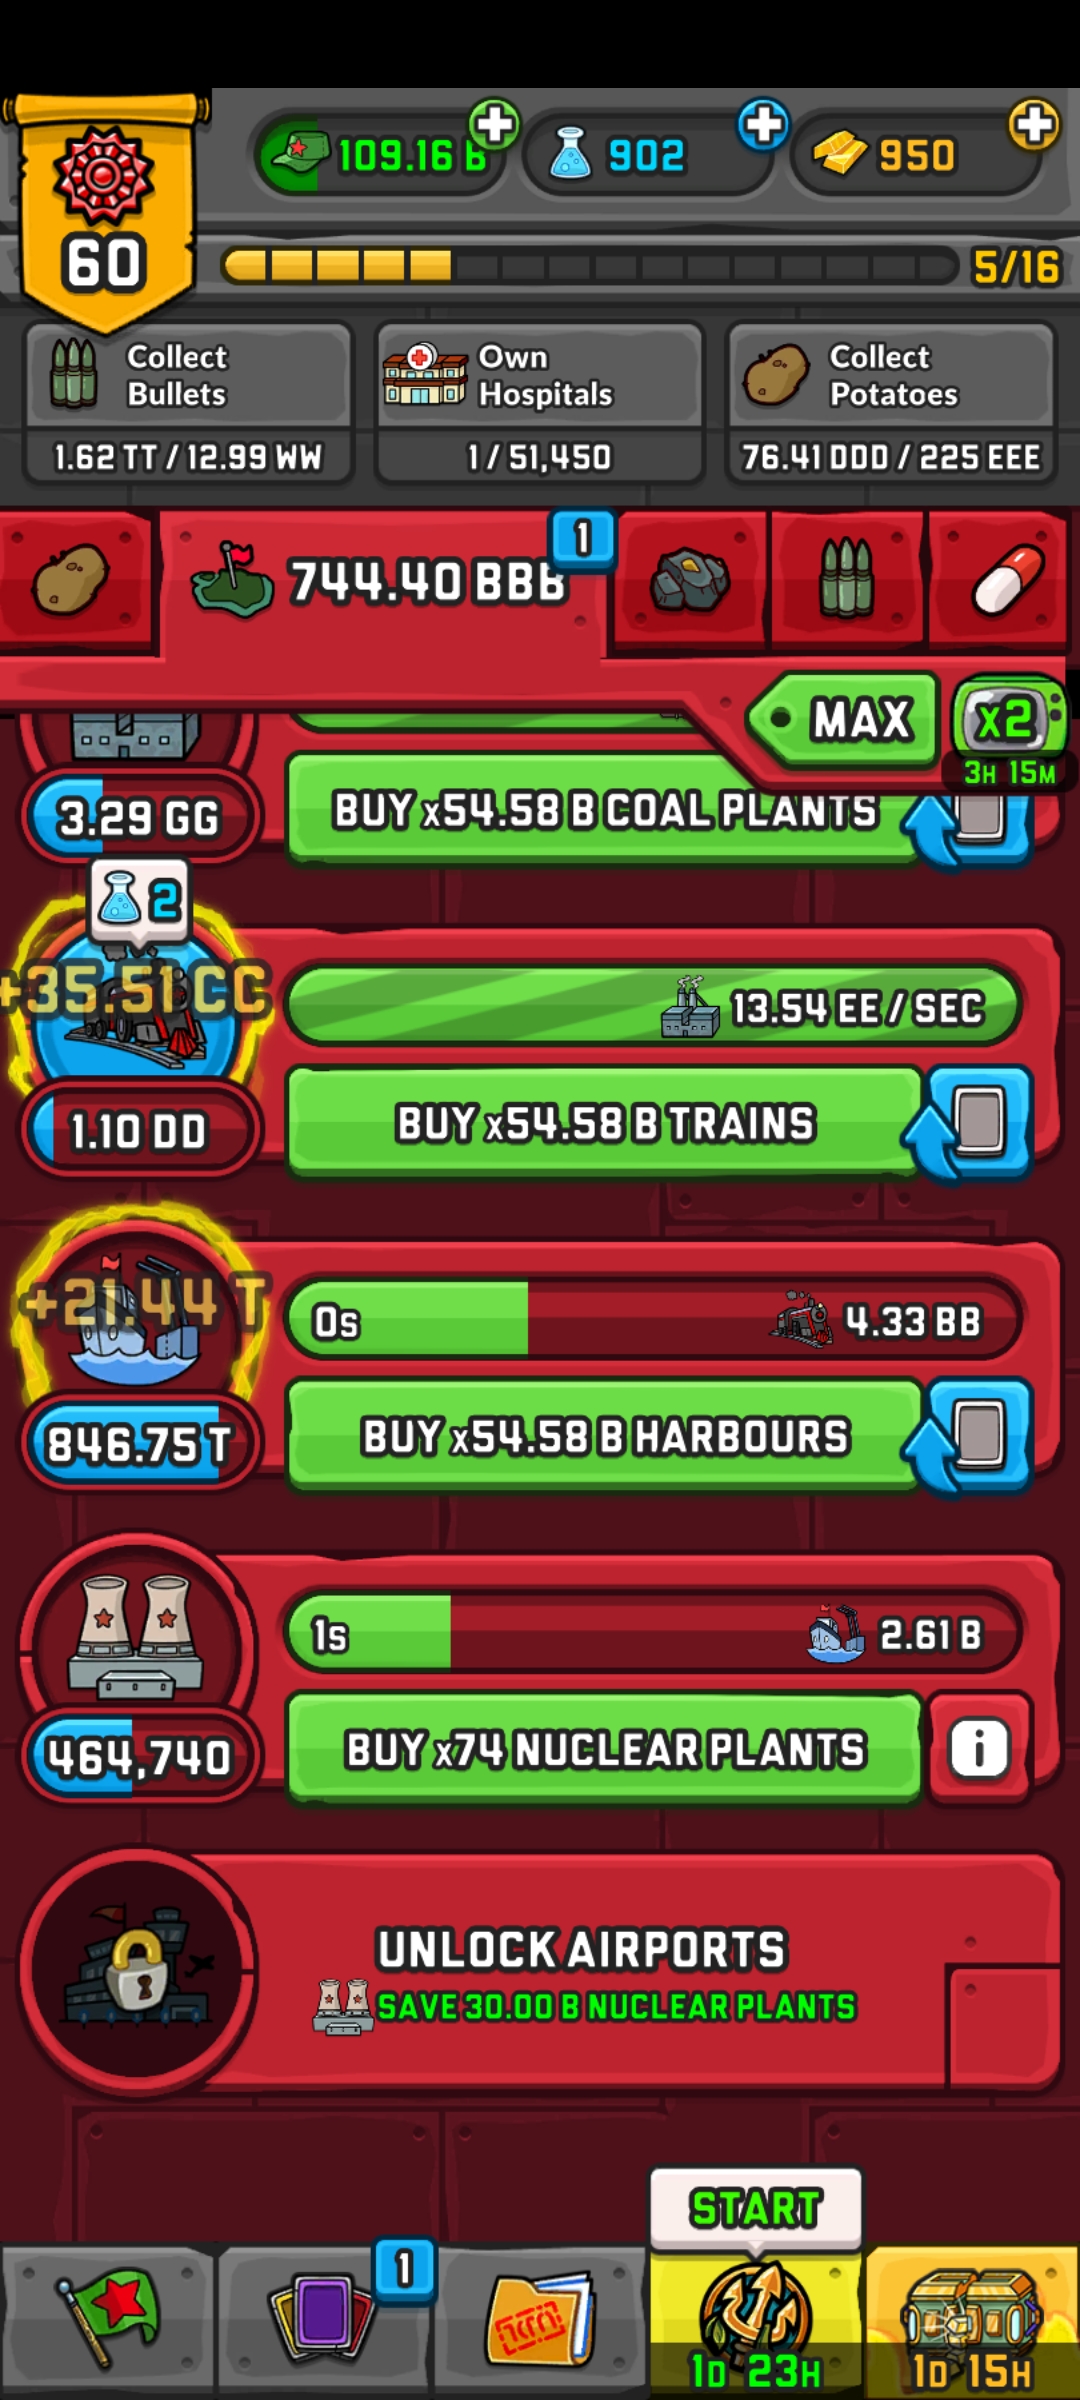 60
109.16 B
902
950
5/16
Collect
Bullets
1.62 TT / 12.99 WW
Own
Hospitals
1 / 51,450
Collect
Potatoes
76.41 DDD / 225 EEE
744.40 BBB
1
MAX
x2
3H 15M
3.29 GG
BUY x54.58 B COAL PLANTS
2
+35.51 CC
13.54 EE / SEC
1.10 DD
BUY x54.58 B TRAINS
+21.44 T
0s
4.33 BB
846.75 T
BUY x54.58 B HARBOURS
1s
2.61 B
464,740
BUY x74 NUCLEAR PLANTS
i
UNLOCK AIRPORTS
SAVE 30.00 B NUCLEAR PLANTS
START
1
1D 23H
1D 15H